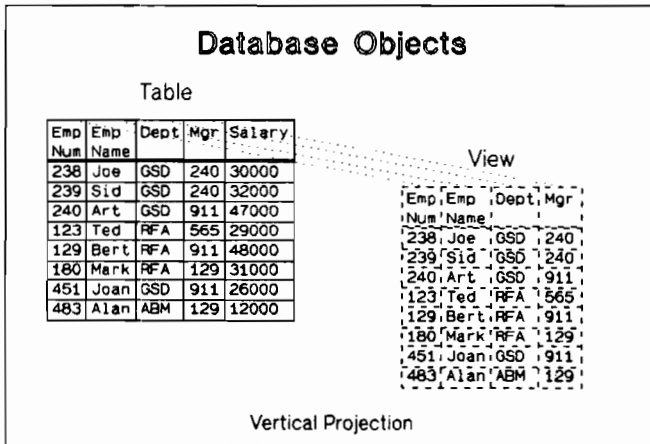 Database Objects
Table
Emp Emp Dept Mgr Salary
Num Name
238 Joe GSD 240 30000
239 Sid GSD 240 32000
240 Art GSD 911 47000
123 Ted RFA 565 29000
129 Bert RFA 911 48000
180 Mark RFA 129 31000
451 Joan GSD 911 26000
483 Alan ABM 129 12000
View
Emp Emp Dept Mgr
Num Name
238 Joe GSD 240
239 Sid GSD 240
240 Art GSD 911
123 Ted RFA 565
129 Bert RFA 911
180 Mark RFA 129
451 Joan GSD 911
483 Alan ABM 129
Vertical Projection